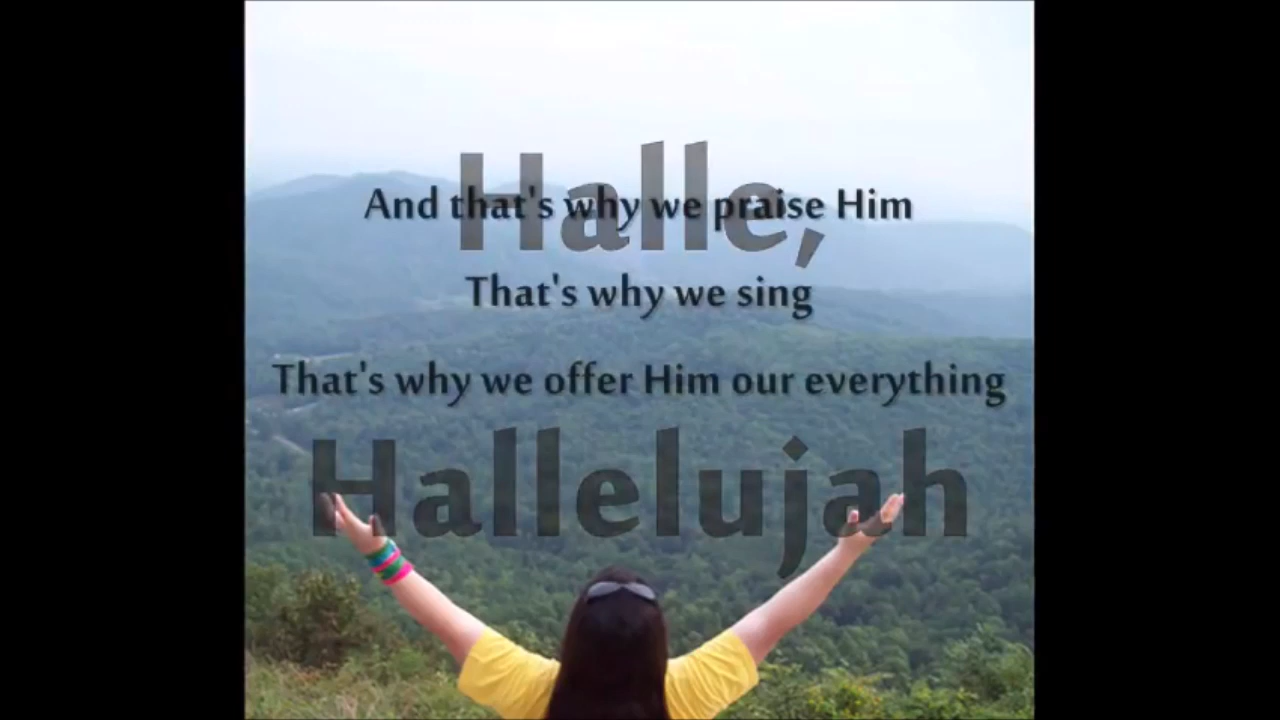 Halle,
And that's why we praise Him
That's why we sing
That's why we offer Him our everything
Hallelujah